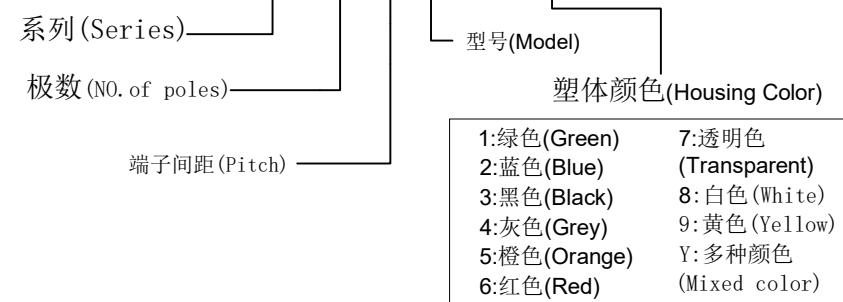 系列(Series)
型号(Model)
极数(NO.of poles)
塑体颜色(Housing Color)
端子间距(Pitch)
1:绿色(Green)
2:蓝色(Blue)
3:黑色(Black)
4:灰色(Grey)
5:橙色(Orange)
6:红色(Red)
7:透明色
(Transparent)
8:白色(White)
9:黄色(Yellow)
Y:多种颜色
(Mixed color)